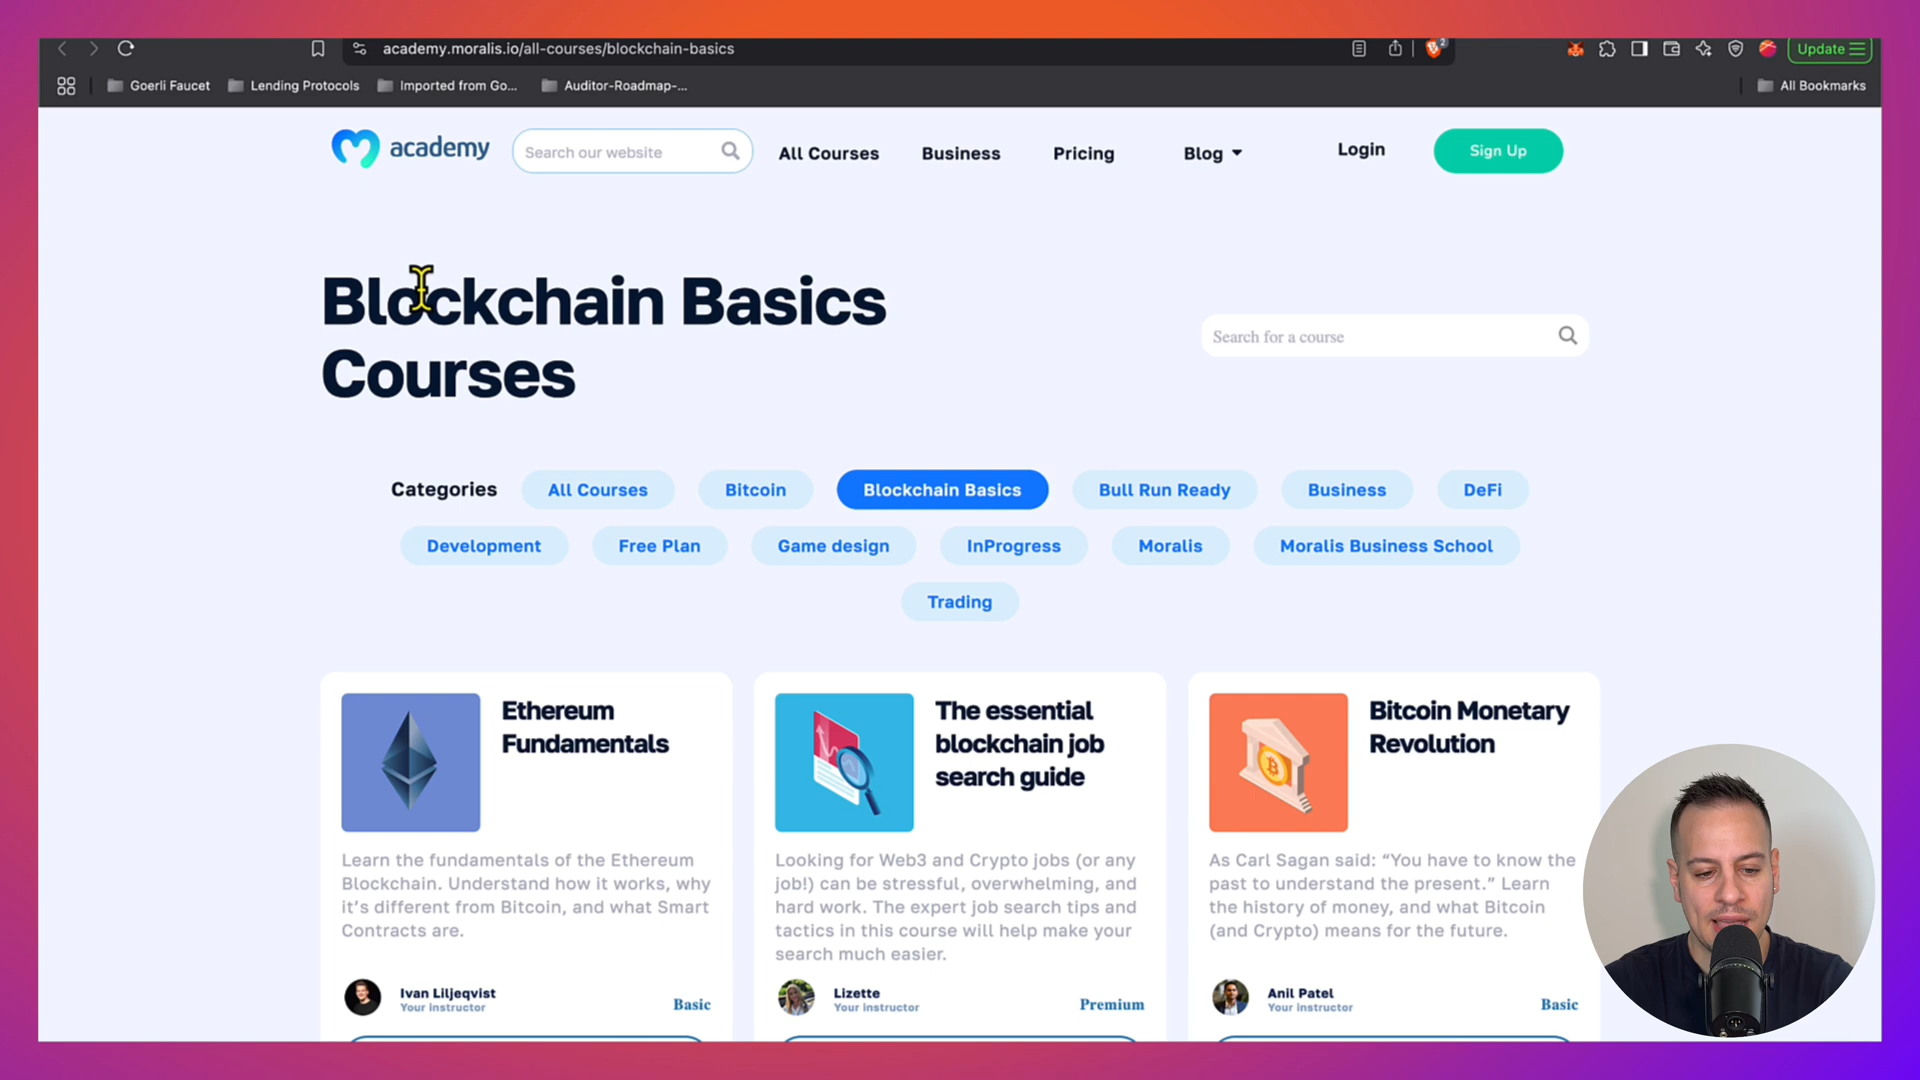 academy.moralis.io/all-courses/blockchain-basics
2
Update
Goerli Faucet
Lending Protocols
Imported from Go...
Auditor-Roadmap-...
All Bookmarks
academy
Search our website
All Courses
Business
Pricing
Blog
Login
Sign Up
Blockchain Basics
Courses
Search for a course
Categories
All Courses
Bitcoin
Blockchain Basics
Bull Run Ready
Business
DeFi
Development
Free Plan
Game design
InProgress
Moralis
Moralis Business School
Trading
Ethereum
Fundamentals
Learn the fundamentals of the Ethereum
Blockchain. Understand how it works, why
it's different from Bitcoin, and what Smart
Contracts are.
Ivan Liljeqvist
Your instructor
Basic
The essential
blockchain job
search guide
Looking for Web3 and Crypto jobs (or any
job!) can be stressful, overwhelming, and
hard work. The expert job search tips and
tactics in this course will help make your
search much easier.
Lizette
Your instructor
Premium
Bitcoin Monetary
Revolution
As Carl Sagan said: “You have to know the
past to understand the present.” Learn
the history of money, and what Bitcoin
(and Crypto) means for the future.
Anil Patel
Your instructor
Basic